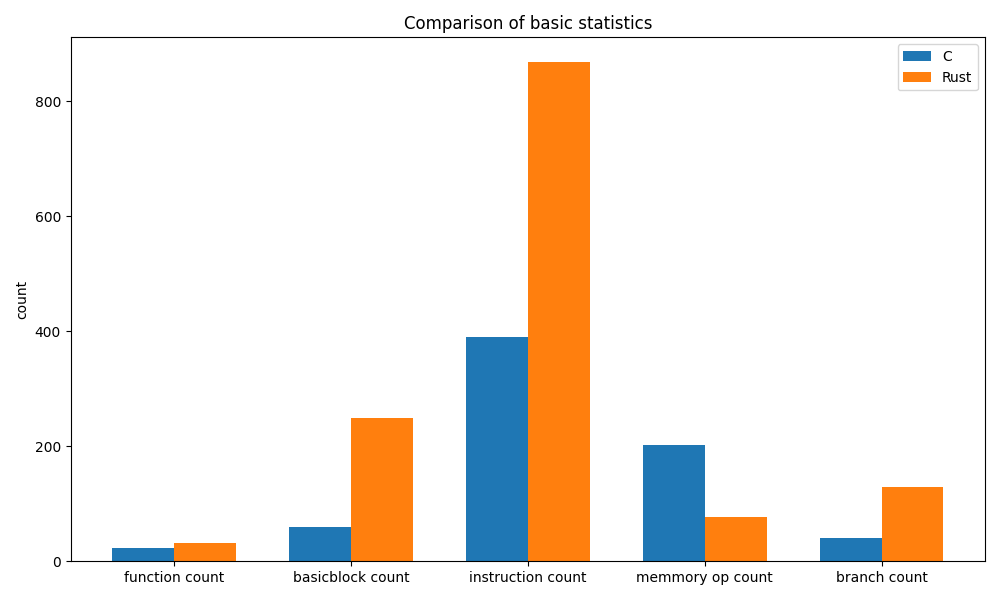 Comparison of basic statistics
C
Rust
800
600
400
200
0
count
function count
basicblock count
instruction count
memmory op count
branch count